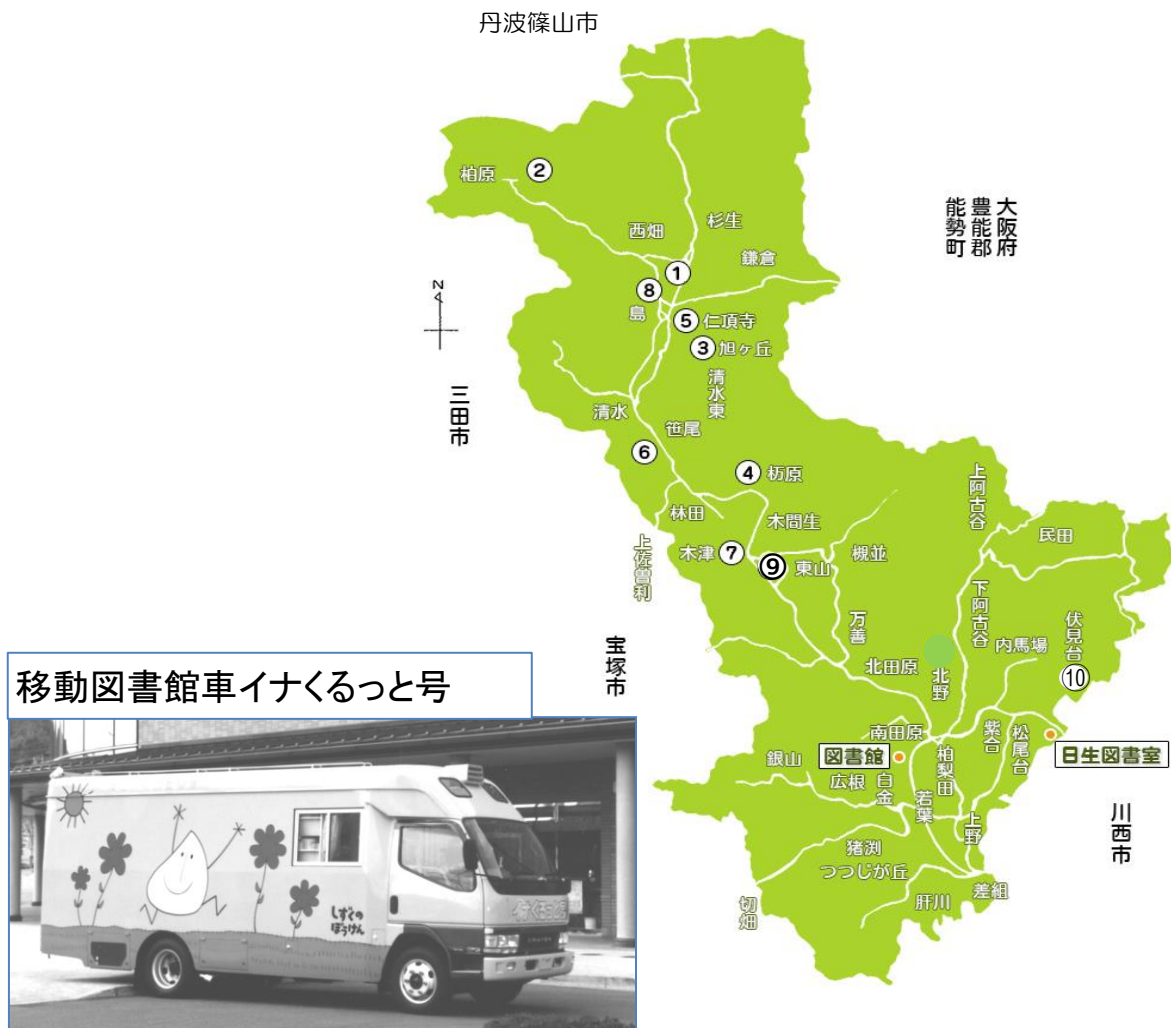 丹波篠山市
柏原
②
西畑
杉生
大阪府
豊能郡
能勢町
①
鎌倉
N
⑧
島
⑤
仁頂寺
③
旭ヶ丘
三田市
清水東
清水
笹尾
⑥
④
栃原
上阿古谷
林田
木間生
民田
上佐曽利
木津
⑦
⑨
東山
槻並
下阿古谷
万善
内馬場
伏見台
宝塚市
北田原
北野
⑩
移動図書館車イナくるっと号
南田原
紫合
松尾台
銀山
図書館
柏梨田
日生図書室
広根
白金
若葉
川西市
上野
猪渕
つつじが丘
差組
肝川
切畑
しずくの
ぼうけん
イナくるっと号